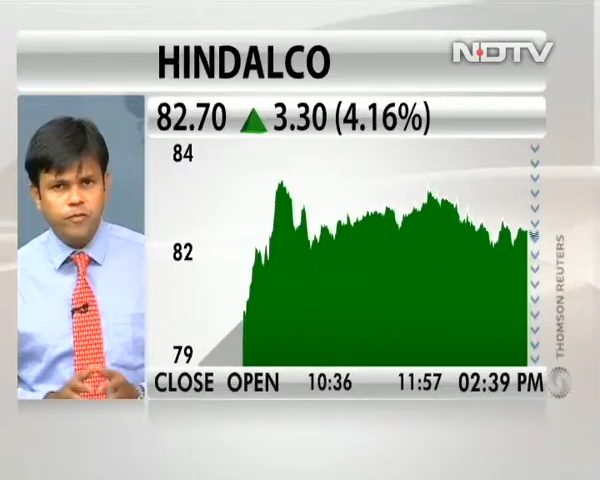 HINDALCO
NDTV
82.70 ▲ 3.30 (4.16%)
84
82
79
CLOSE OPEN 10:36 11:57 02:39 PM
THOMSON REUTERS